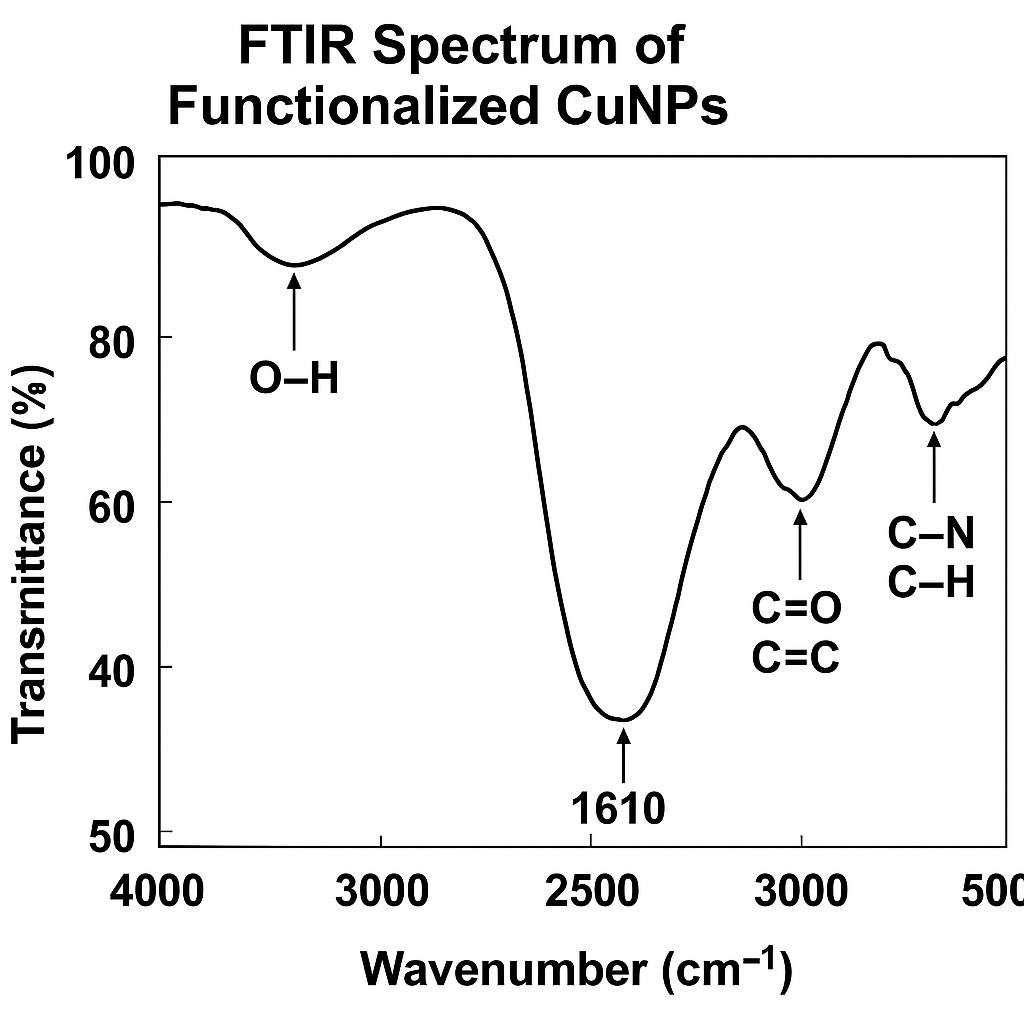 FTIR Spectrum of
Functionalized CuNPs
100
80
60
40
50
Transrnittance (%)
O–H
1610
C=O
C=C
C–N
C–H
4000 3000 2500 3000 500
Wavenumber (cm⁻¹)